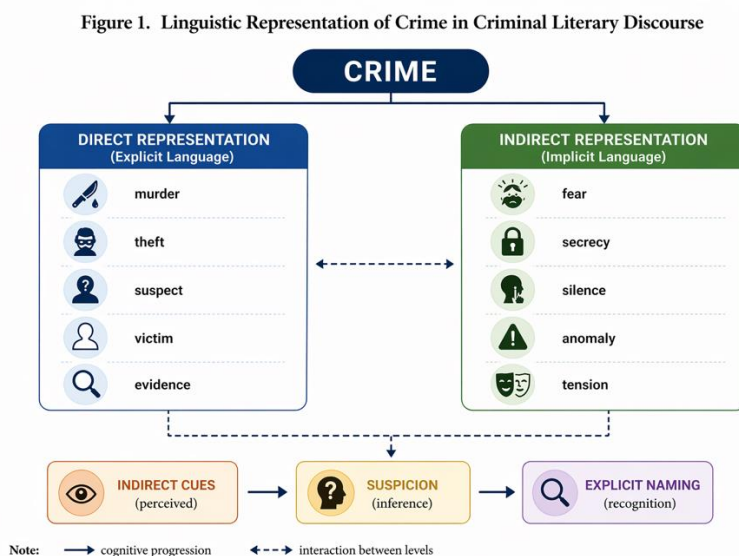 Figure 1. Linguistic Representation of Crime in Criminal Literary Discourse
CRIME
DIRECT REPRESENTATION
(Explicit Language)
murder
theft
suspect
victim
evidence
INDIRECT REPRESENTATION
(Implicit Language)
fear
secrecy
silence
anomaly
tension
INDIRECT CUES
(perceived)
SUSPICION
(inference)
EXPLICIT NAMING
(recognition)
Note: cognitive progression interaction between levels